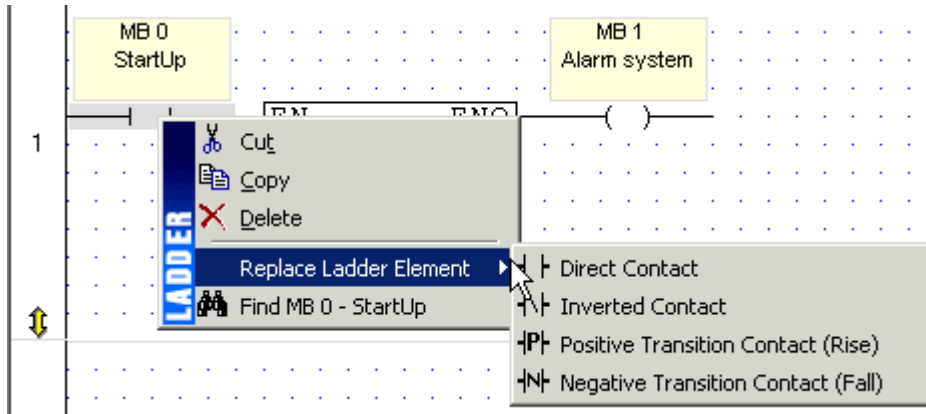 MB 0
StartUp
MB 1
Alarm system
EN ENO
1
LADDER
Cut
Copy
Delete
Replace Ladder Element
Find MB 0 - StartUp
Direct Contact
Inverted Contact
P Positive Transition Contact (Rise)
N Negative Transition Contact (Fall)